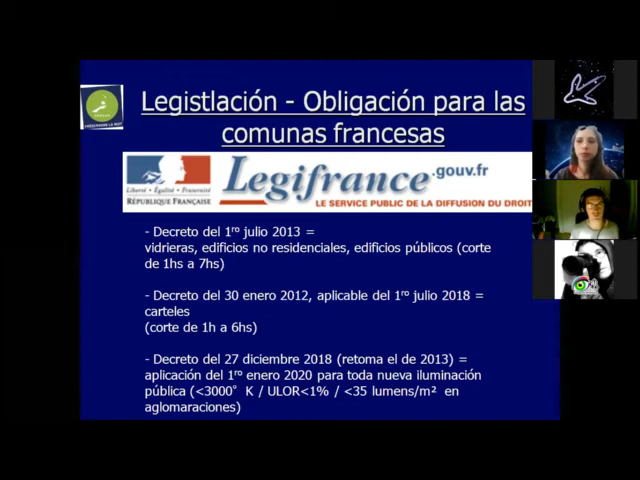 Legistlación - Obligación para las
comunas francesas
Legifrance.gouv.fr
Liberté • Égalité • Fraternité
RÉPUBLIQUE FRANÇAISE
LE SERVICE PUBLIC DE LA DIFFUSION DU DROIT
- Decreto del 1ro julio 2013 =
vidrieras, edificios no residenciales, edificios públicos (corte
de 1hs a 7hs)
- Decreto del 30 enero 2012, aplicable del 1ro julio 2018 =
carteles
(corte de 1h a 6hs)
- Decreto del 27 diciembre 2018 (retoma el de 2013) =
aplicación del 1ro enero 2020 para toda nueva iluminación
pública (<3000° K / ULOR<1% / <35 lumens/m² en
aglomaraciones)